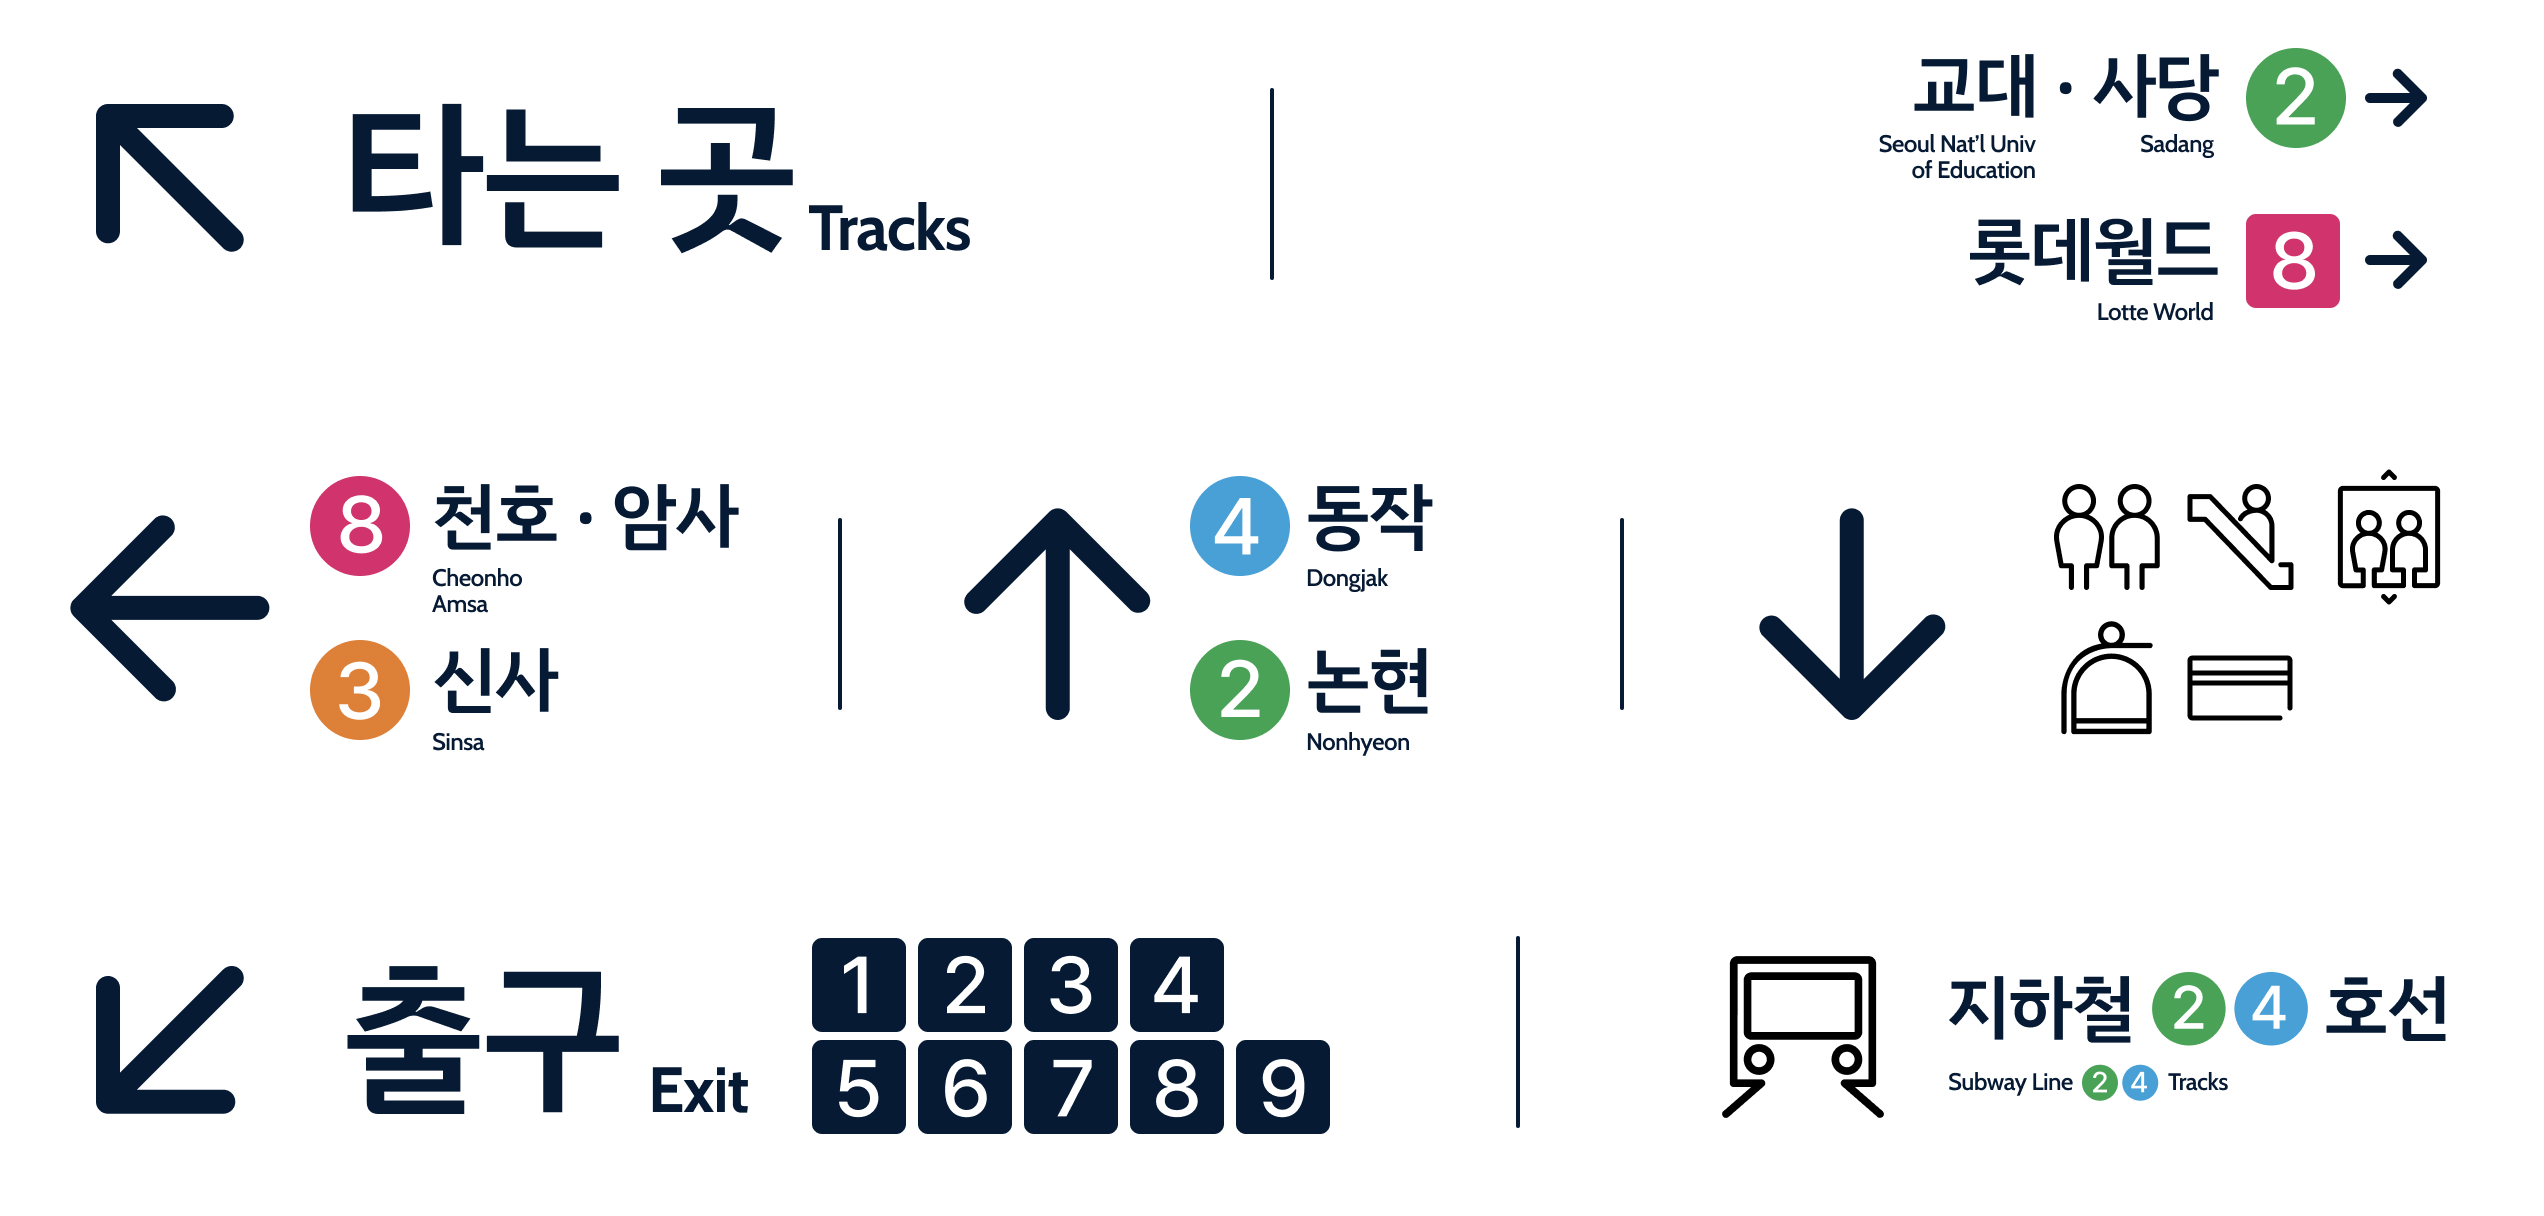 타는 곳 Tracks
교대 · 사당 2
Seoul Nat'l Univ of Education
Sadang
롯데월드 8
Lotte World
8 천호 · 암사
Cheonho
Amsa
3 신사
Sinsa
4 동작
Dongjak
2 논현
Nonhyeon
출구 Exit
1 2 3 4
5 6 7 8 9
지하철 2 4 호선
Subway Line 2 4 Tracks